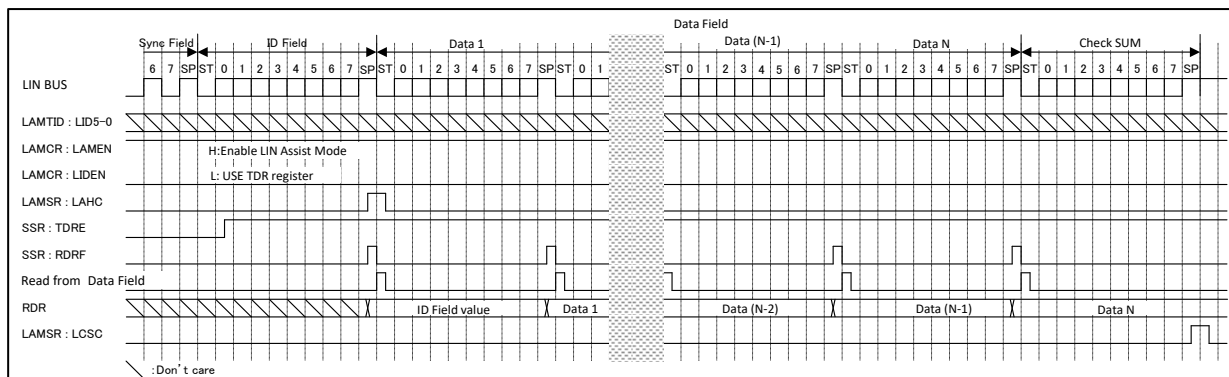 Data Field
Sync Field ID Field Data 1 Data (N-1) Data N Check SUM
6 7 SP ST 0 1 2 3 4 5 6 7 SP ST 0 1 2 3 4 5 6 7 SP ST 0 1 ST 0 1 2 3 4 5 6 7 SP ST 0 1 2 3 4 5 6 7 SP ST 0 1 2 3 4 5 6 7 SP
LIN BUS
LAMTID : LID5-0
LAMCR : LAMEN H:Enable LIN Assist Mode
LAMCR : LIDEN L: USE TDR register
LAMSR : LAHC
SSR : TDRE
SSR : RDRF
Read from Data Field
RDR ID Field value Data 1 Data (N-2) Data (N-1) Data N
LAMSR : LCSC
:Don't care